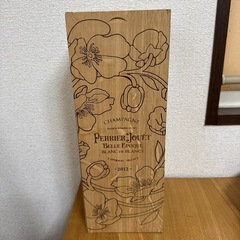 CHAMPAGNE
PERRIER-JOUËT
BELLE EPOQUE
BLANC DE BLANCS
2012